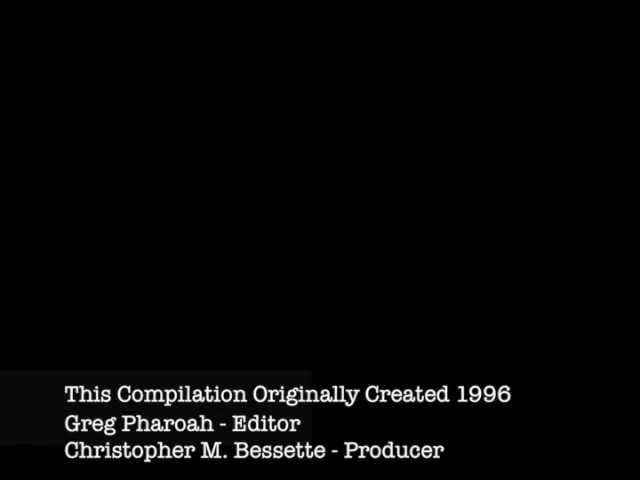 This Compilation Originally Created 1996
Greg Pharoah - Editor
Christopher M. Bessette - Producer